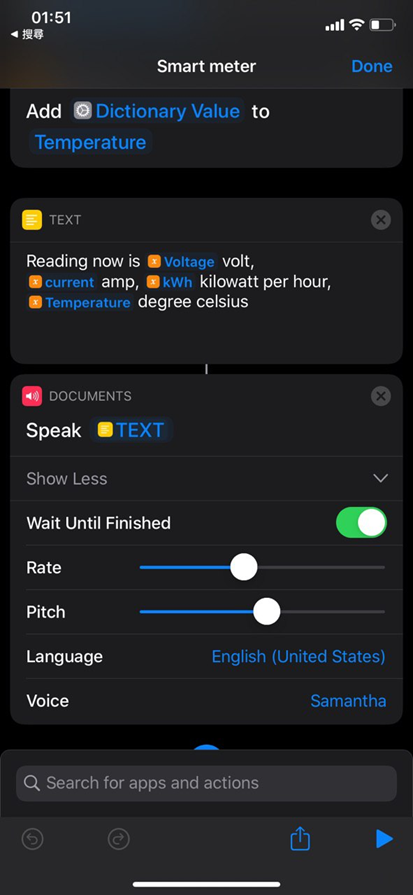 01:51
◀ 搜尋
Smart meter
Done
Add Dictionary Value to
Temperature
TEXT
Reading now is Voltage volt,
current amp, kWh kilowatt per hour,
Temperature degree celsius
DOCUMENTS
Speak TEXT
Show Less
Wait Until Finished
Rate
Pitch
Language English (United States)
Voice Samantha
Search for apps and actions